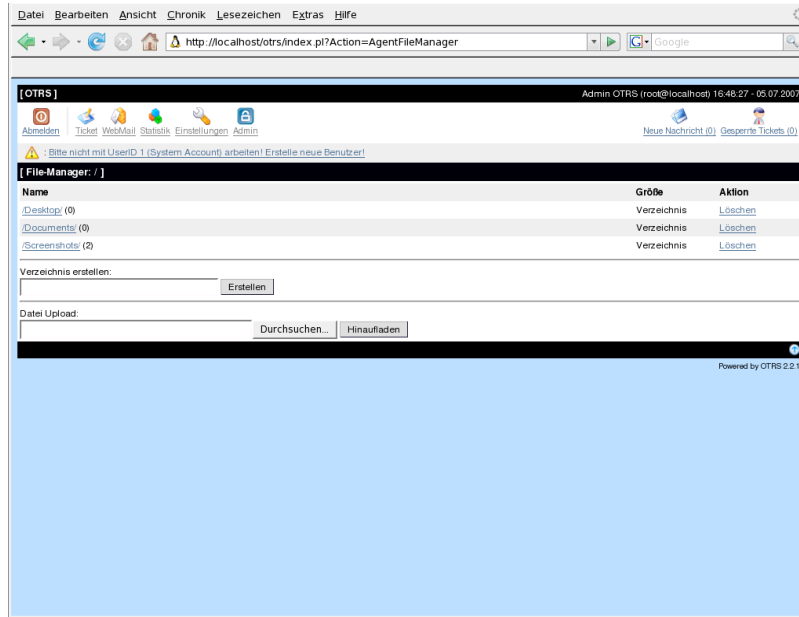 Datei Bearbeiten Ansicht Chronik Lesezeichen Extras Hilfe
http://localhost/otrs/index.pl?Action=AgentFileManager
G Google
[ OTRS ] Admin OTRS (root@localhost) 16:48:27 - 05.07.2007
Abmelden Ticket WebMail Statistik Einstellungen Admin Neue Nachricht (0) Gesperrte Tickets (0)
: Bitte nicht mit UserID 1 (System Account) arbeiten! Erstelle neue Benutzer!
[ File-Manager: / ]
Name Größe Aktion
/Desktop/ (0) Verzeichnis Löschen
/Documents/ (0) Verzeichnis Löschen
/Screenshots/ (2) Verzeichnis Löschen
Verzeichnis erstellen:
Erstellen
Datei Upload:
Durchsuchen... Hinaufladen
Powered by OTRS 2.2.1